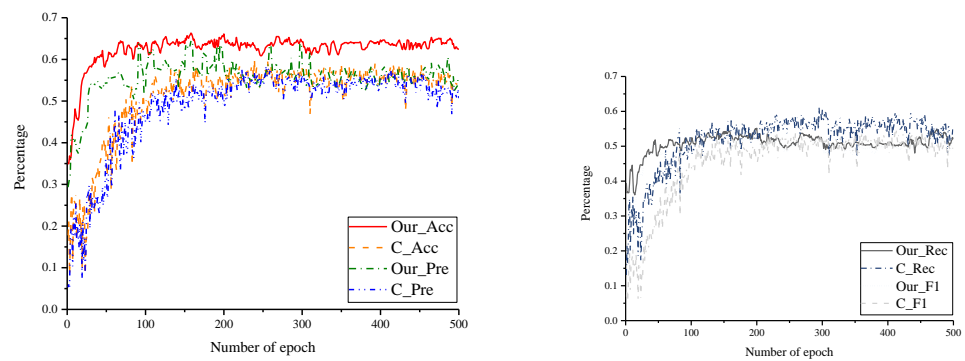 0.7
0.6
0.5
0.4
0.3
0.2
0.1
0.0
Percentage
0
100
200
300
400
500
Number of epoch
Our_Acc
C_Acc
Our_Pre
C_Pre
0.7
0.6
0.5
0.4
0.3
0.2
0.1
0.0
Percentage
0
100
200
300
400
500
Number of epoch
Our_Rec
C_Rec
Our_F1
C_F1